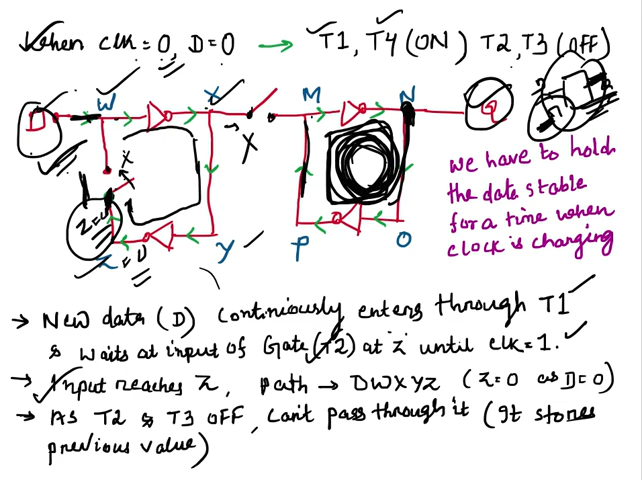 When clk = 0, D = 0 → T1, T4 (ON) T2, T3 (OFF)
D W X M N Q
X
X
Z=0
Z =0 Y P O
we have to hold
the data stable
for a time when
clock is changing
→ New data (D) continiously enters through T1
& waits at input of Gate (T2) at Z until clk=1.
→ Input reaches Z, path → DWXYZ (Z=0 as D=0)
→ As T2 & T3 OFF, Can't pass through it (It stores
previous value)